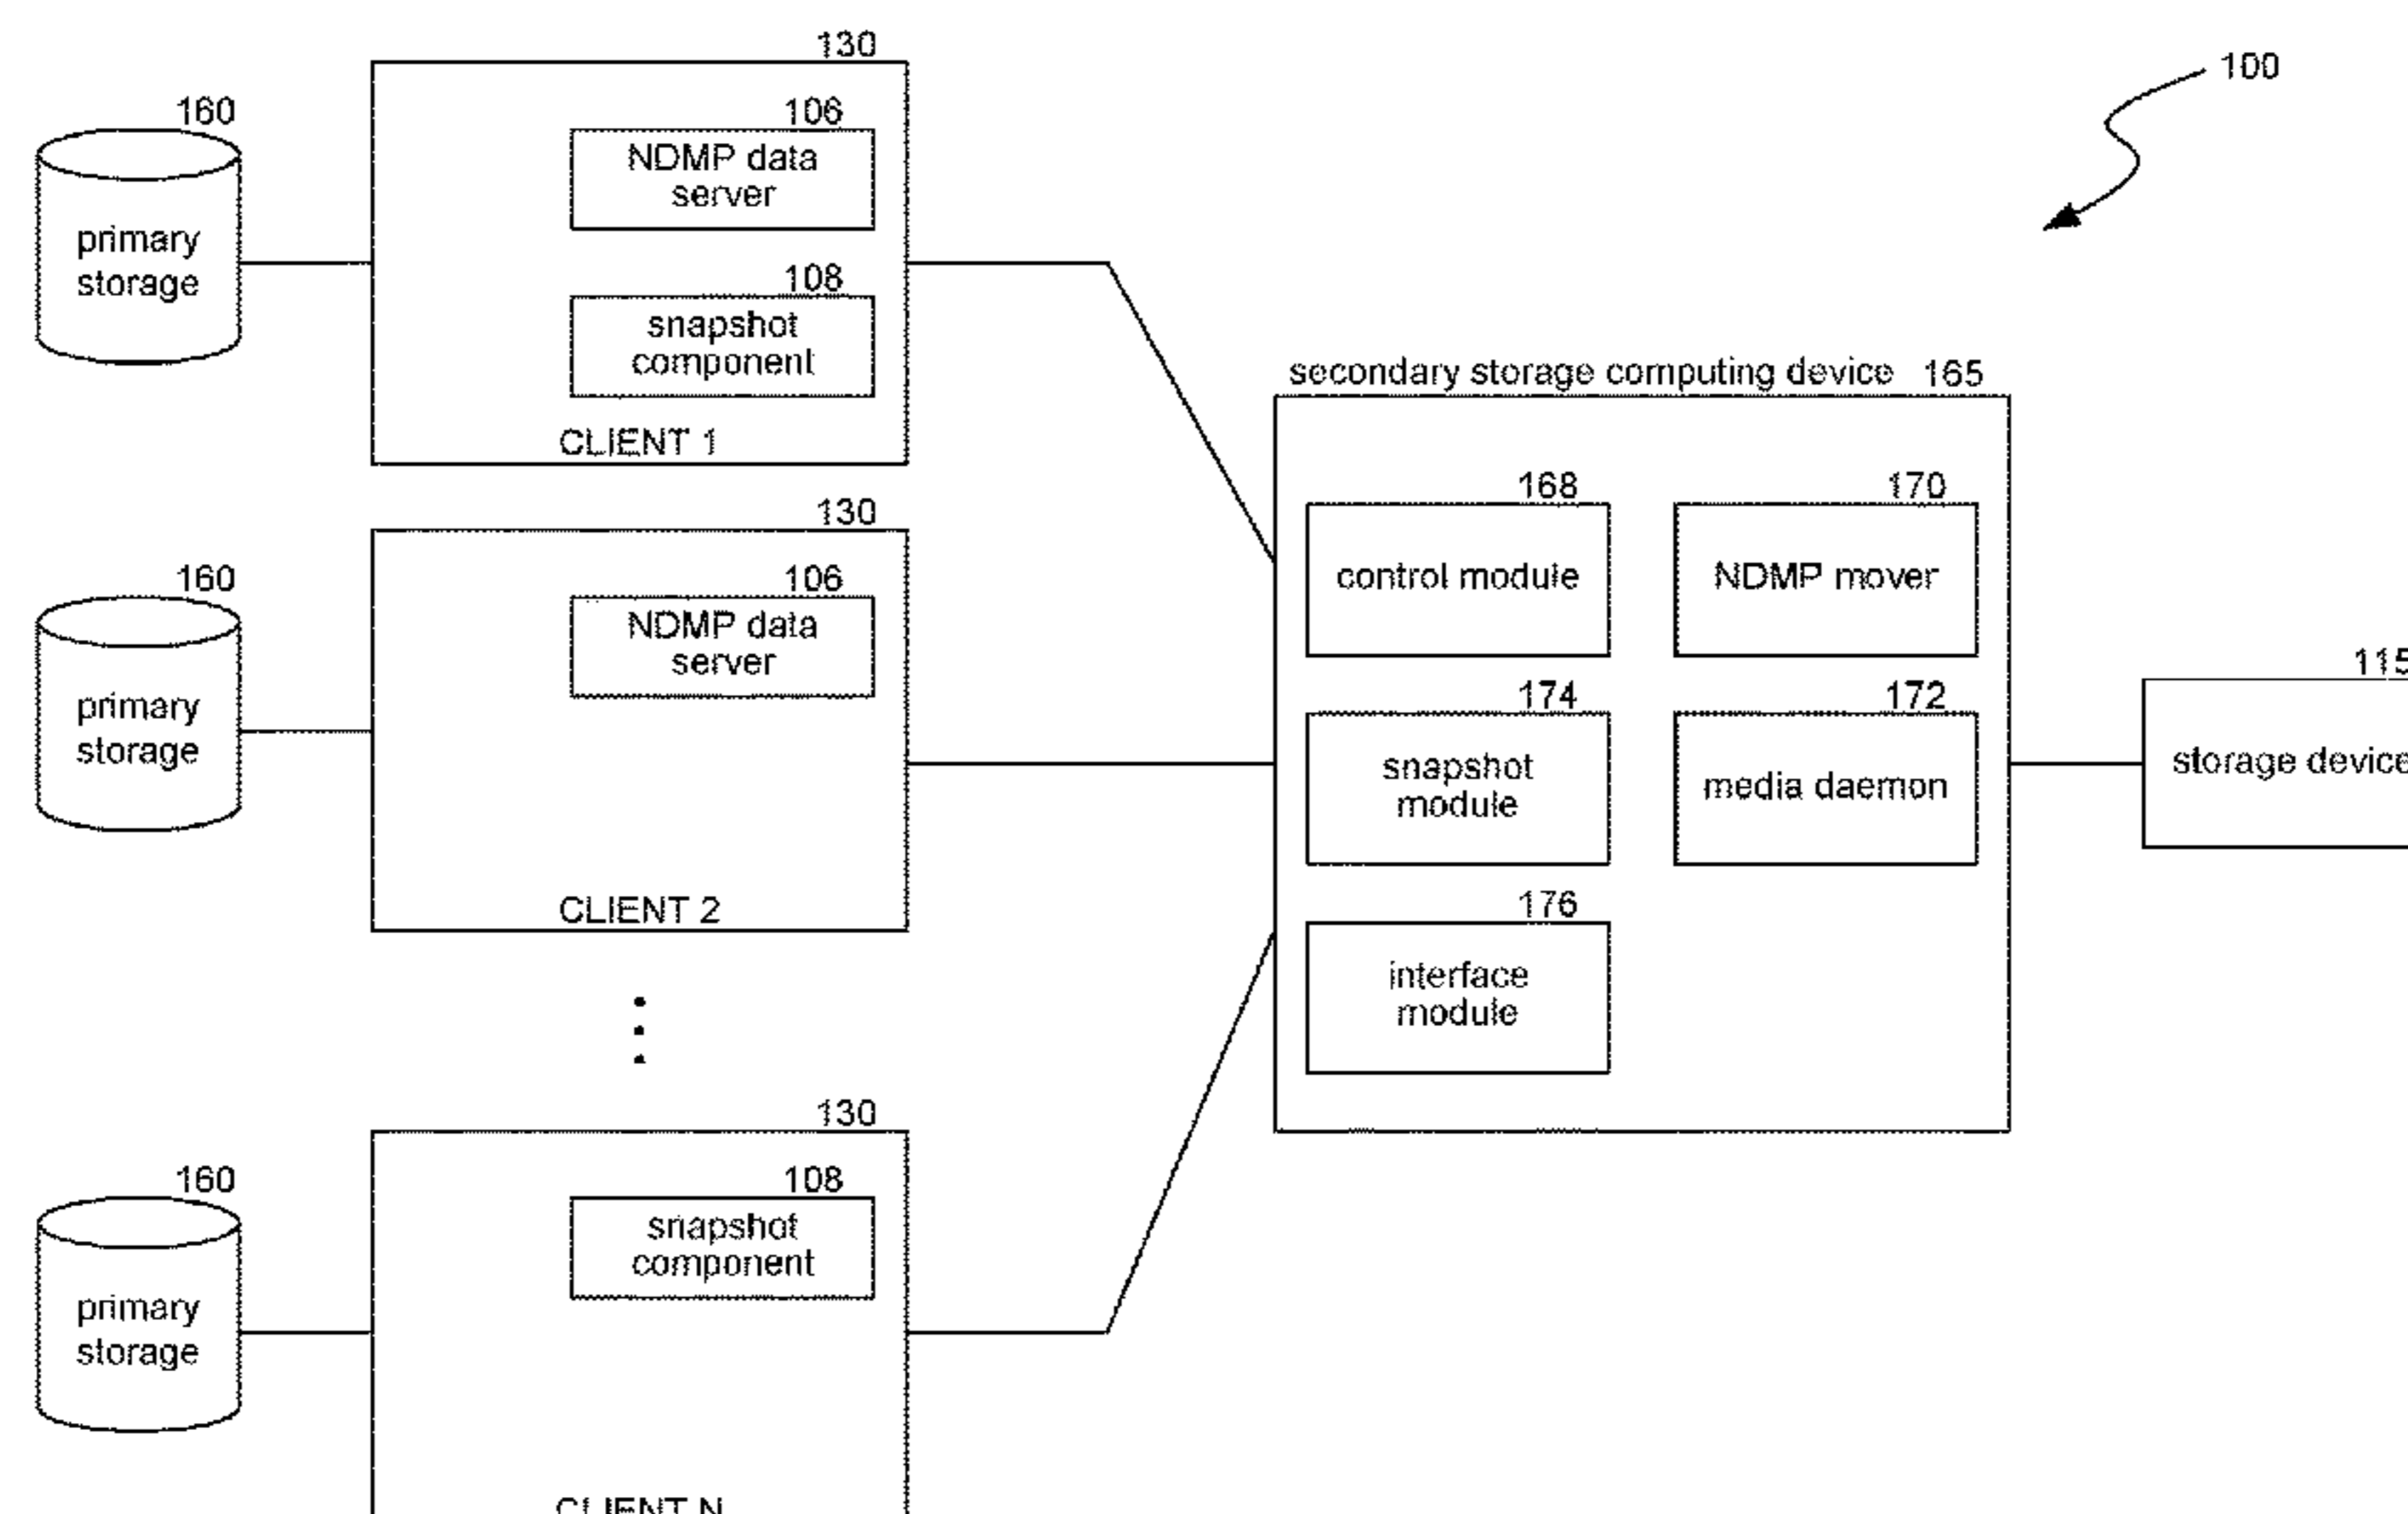 130
100
160
106
NDMP data
server
primary
storage
108
snapshot
component
CLIENT 1
secondary storage computing device 165
130
160
106
NDMP data
server
primary
storage
CLIENT 2
168
control module
170
NDMP mover
174
snapshot
module
172
media daemon
176
interface
module
115
storage device
130
160
108
snapshot
component
primary
storage
CLIENT N